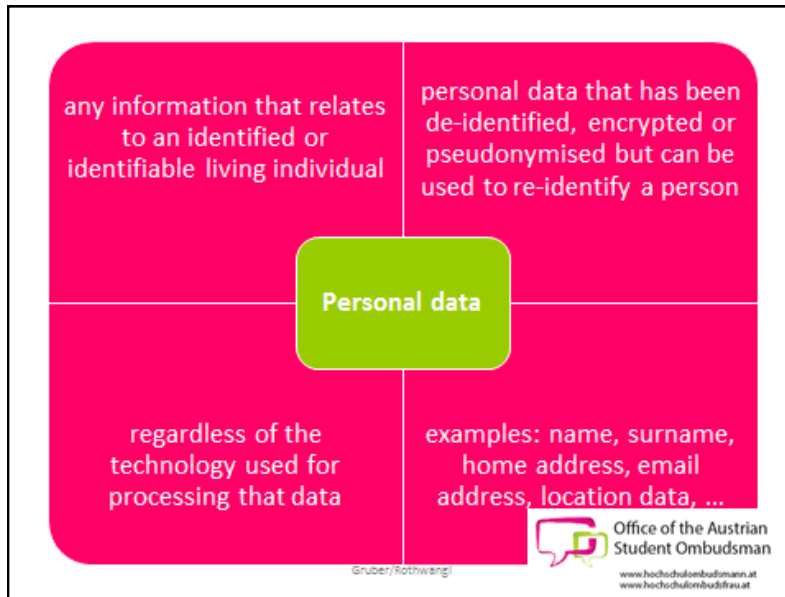 any information that relates
to an identified or
identifiable living individual
personal data that has been
de-identified, encrypted or
pseudonymised but can be
used to re-identify a person
Personal data
regardless of the
technology used for
processing that data
examples: name, surname,
home address, email
address, location data, ...
Gruber/Rothwangl
Office of the Austrian
Student Ombudsman
www.hochschulombudsmann.at
www.hochschulombudsfrau.at